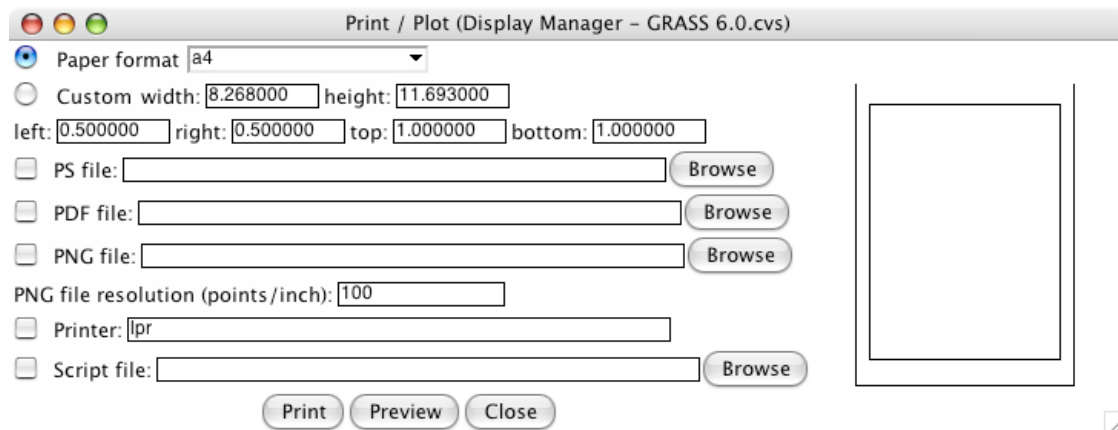 Print / Plot (Display Manager - GRASS 6.0.cvs)
Paper format a4
Custom width: 8.268000 height: 11.693000
left: 0.500000 right: 0.500000 top: 1.000000 bottom: 1.000000
PS file: Browse
PDF file: Browse
PNG file: Browse
PNG file resolution (points/inch): 100
Printer: lpr
Script file: Browse
Print Preview Close